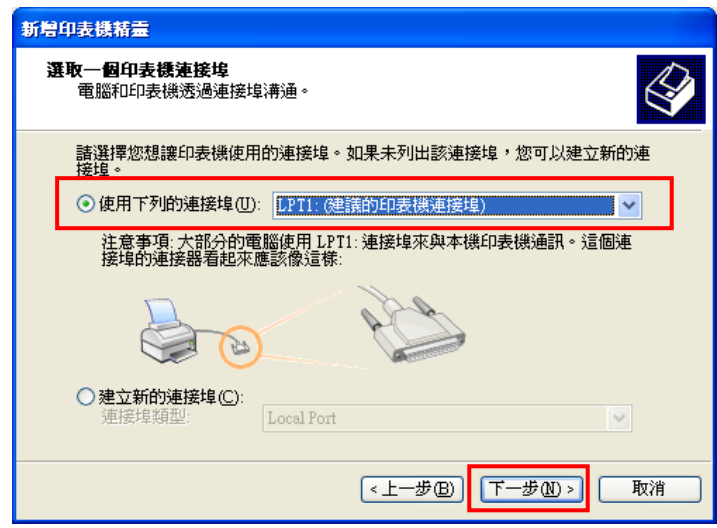 新增印表機精靈
選取一個印表機連接埠
電腦和印表機透過連接埠溝通。
請選擇您想讓印表機使用的連接埠。如果未列出該連接埠，您可以建立新的連
接埠。
使用下列的連接埠(U): LPT1: (建議的印表機連接埠)
注意事項: 大部分的電腦使用 LPT1: 連接埠來與本機印表機通訊。這個連
接埠的連接器看起來應該像這樣:
建立新的連接埠(C):
連接埠類型: Local Port
< 上一步(B) 下一步(N) > 取消